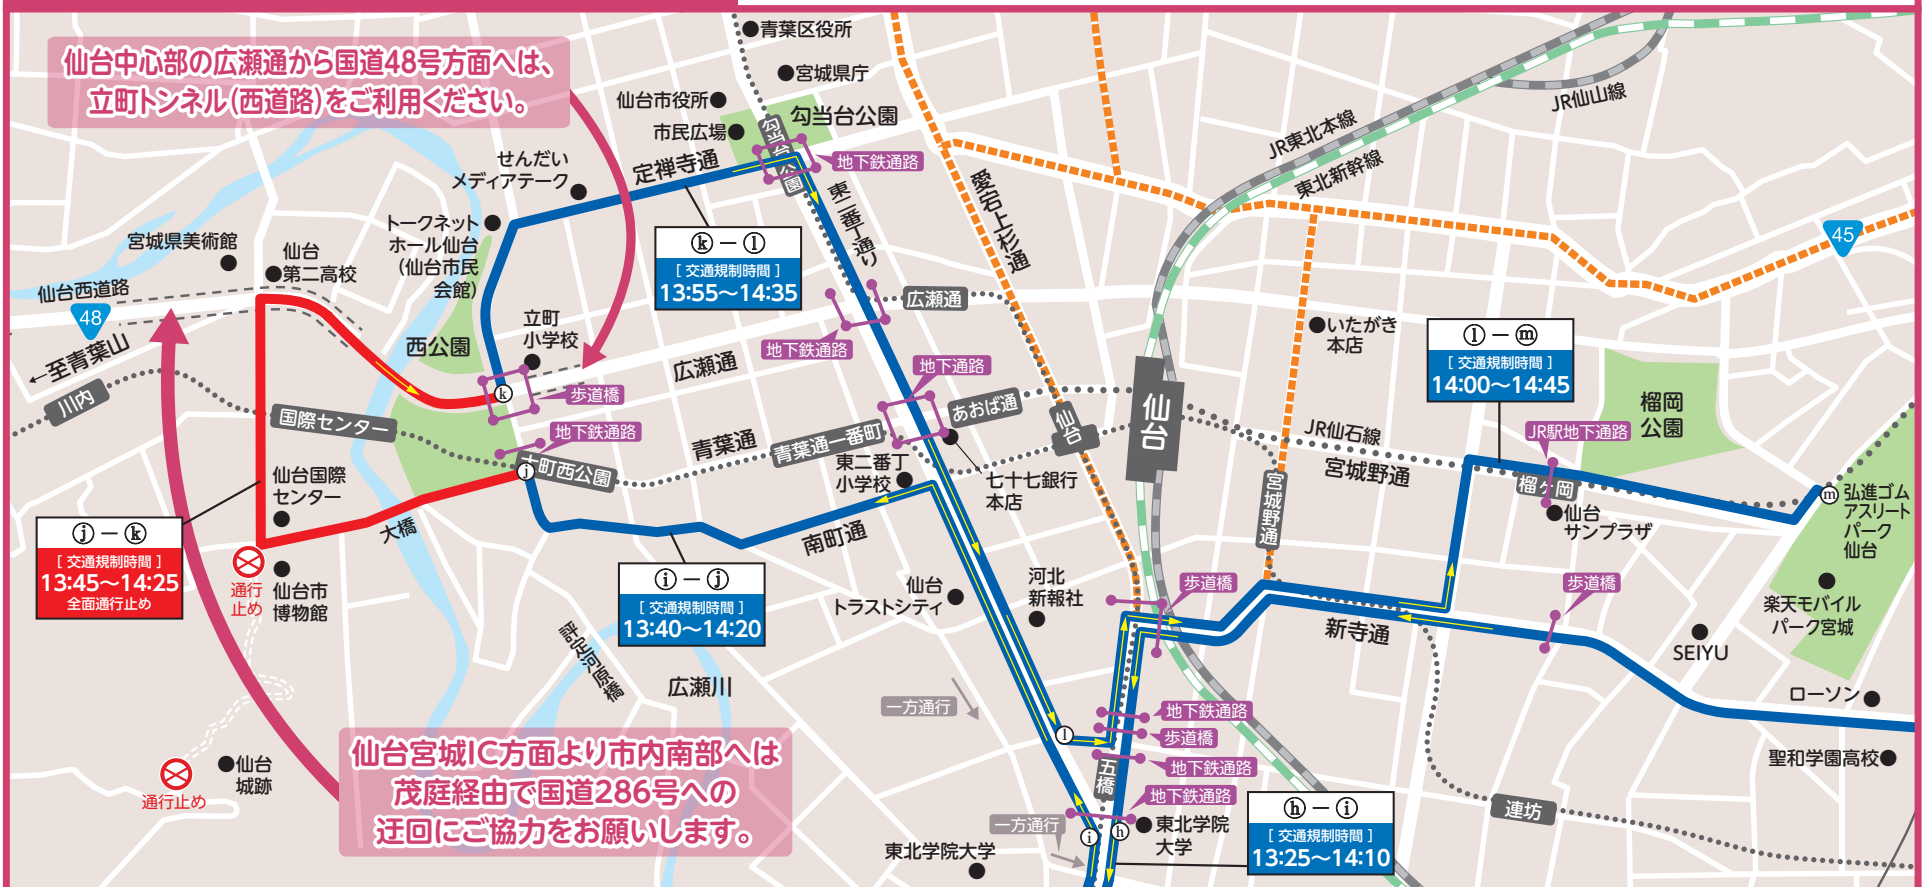 仙台中心部の広瀬通から国道48号方面へは、
立町トンネル(西道路)をご利用ください。
青葉区役所
宮城県庁
仙台市役所
市民広場
勾当台公園
勾当台公園
地下鉄通路
定禅寺通
せんだい
メディアテーク
トークネット
ホール仙台
(仙台市民
会館)
宮城県美術館
仙台
第二高校
仙台西道路
48
←至青葉山
川内
西公園
立町
小学校
東二番丁通り
愛宕上杉通
JR東北本線
東北新幹線
JR仙山線
45
ⓚ－ⓛ
[ 交通規制時間 ]
13:55～14:35
広瀬通
地下鉄通路
地下通路
広瀬通
k
歩道橋
地下鉄通路
国際センター
大町西公園
j
青葉通
青葉通一番町
あおば通
仙台
仙台
東二番丁
小学校
七十七銀行
本店
いたがき
本店
ⓛ－ⓜ
[ 交通規制時間 ]
14:00～14:45
榴岡
公園
JR駅地下通路
JR仙石線
宮城野通
宮城野通
榴ヶ岡
仙台
サンプラザ
m
弘進ゴム
アスリート
パーク
仙台
楽天モバイル
パーク宮城
仙台国際
センター
大橋
ⓙ－ⓚ
[ 交通規制時間 ]
13:45～14:25
全面通行止め
通行
止め
仙台市
博物館
南町通
ⓘ－ⓙ
[ 交通規制時間 ]
13:40～14:20
評定河原橋
広瀬川
仙台
トラストシティ
河北
新報社
歩道橋
新寺通
歩道橋
SEIYU
ローソン
聖和学園高校
一方通行
l
地下鉄通路
歩道橋
地下鉄通路
五橋
地下鉄通路
一方通行
i
h
東北学院
大学
東北学院大学
ⓗ－ⓘ
[ 交通規制時間 ]
13:25～14:10
連坊
仙台
城跡
通行止め
仙台宮城IC方面より市内南部へは
茂庭経由で国道286号への
迂回にご協力をお願いします。